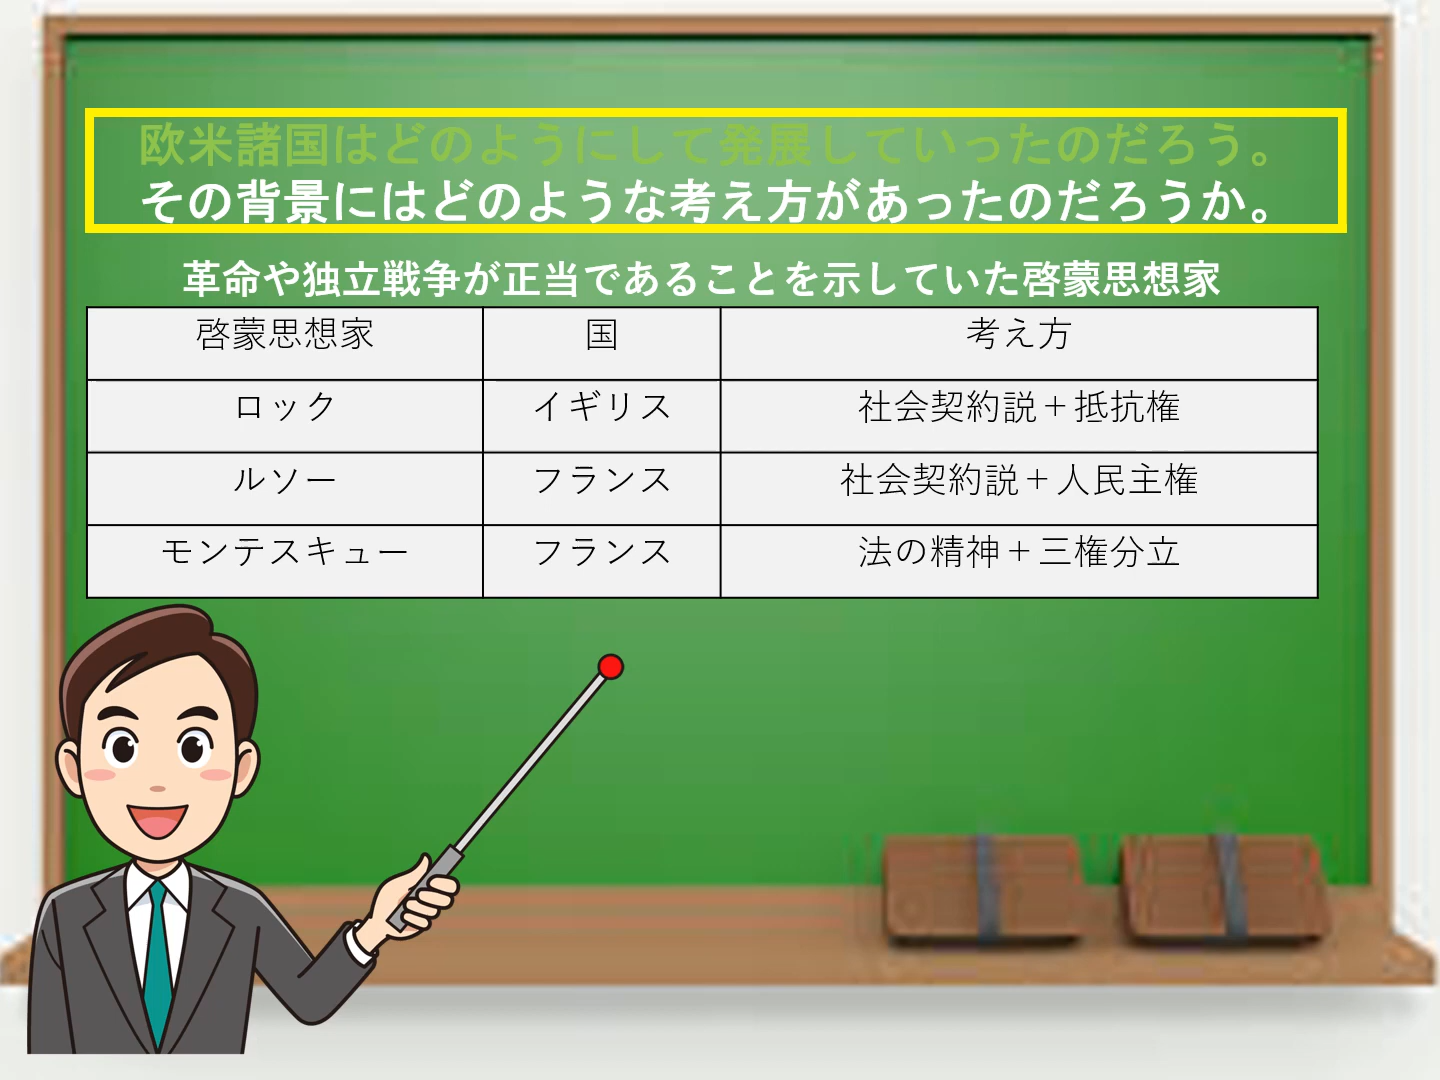 欧米諸国はどのようにして発展していったのだろう。
その背景にはどのような考え方があったのだろうか。
革命や独立戦争が正当であることを示していた啓蒙思想家
啓蒙思想家 国 考え方
ロック イギリス 社会契約説＋抵抗権
ルソー フランス 社会契約説＋人民主権
モンテスキュー フランス 法の精神＋三権分立